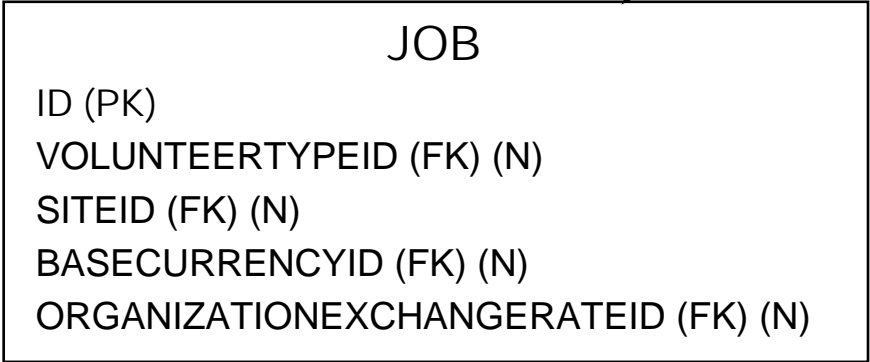 JOB
ID (PK)
VOLUNTEERTYPEID (FK) (N)
SITEID (FK) (N)
BASECURRENCYID (FK) (N)
ORGANIZATIONEXCHANGERATEID (FK) (N)